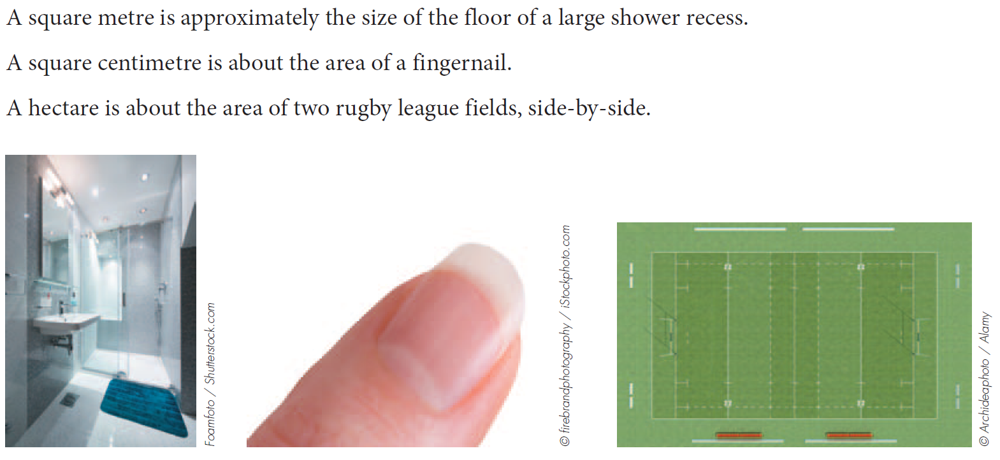 A square metre is approximately the size of the floor of a large shower recess.
A square centimetre is about the area of a fingernail.
A hectare is about the area of two rugby league fields, side-by-side.
Foamfoto / Shutterstock.com
© firebrandphotography / iStockphoto.com
© Archideaphoto / Alamy